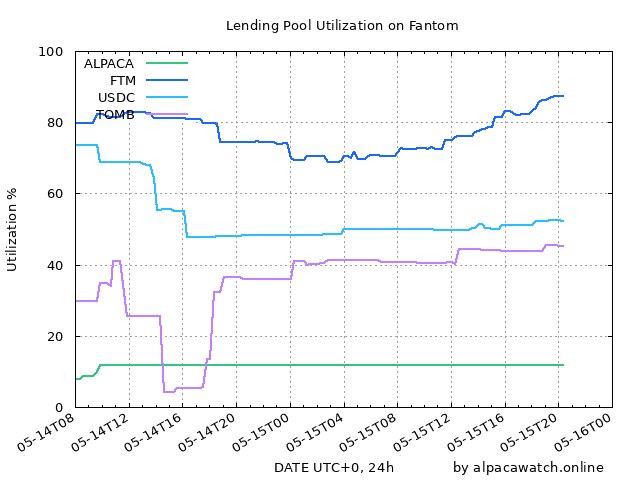 Lending Pool Utilization on Fantom
100
80
60
40
20
0
Utilization %
ALPACA
FTM
USDC
TOMB
05-14T08
05-14T12
05-14T16
05-14T20
05-15T00
05-15T04
05-15T08
05-15T12
05-15T16
05-15T20
05-16T00
DATE UTC+0, 24h
by alpacawatch.online